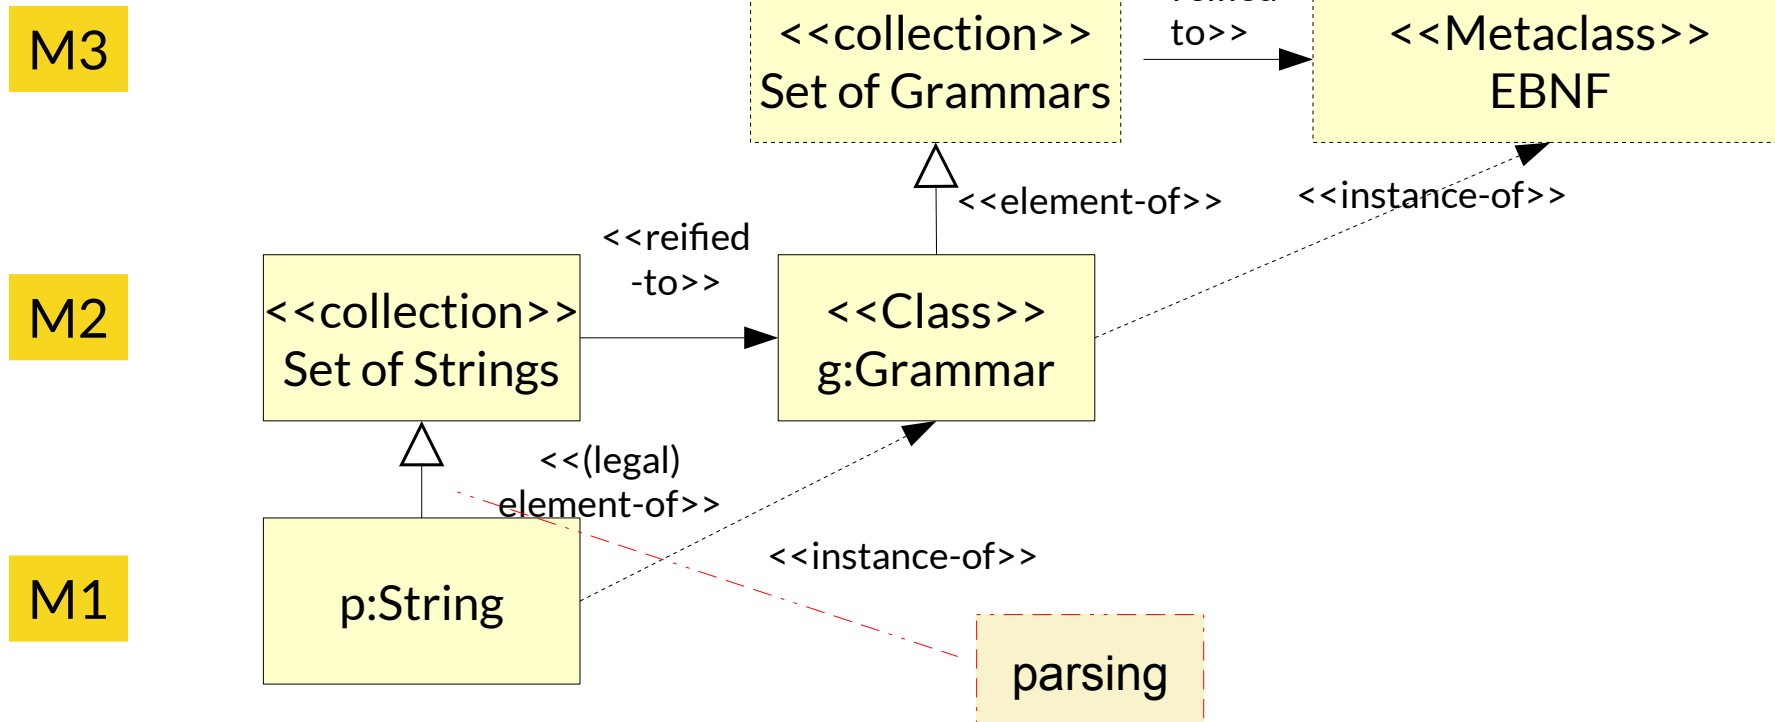 M3
<<collection>>
Set of Grammars
to>>
<<Metaclass>>
EBNF
<<element-of>>
<<instance-of>>
M2
<<collection>>
Set of Strings
<<reified
-to>>
<<Class>>
g:Grammar
<<(legal)
element-of>>
<<instance-of>>
M1
p:String
parsing